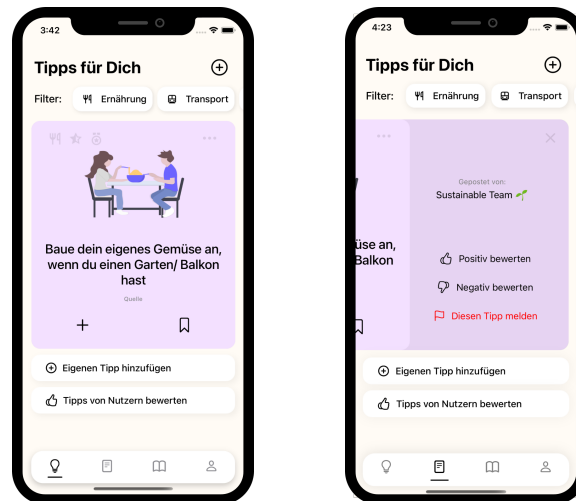 3:42
Tipps für Dich
Filter:
Ernährung
Transport
Baue dein eigenes Gemüse an,
wenn du einen Garten/ Balkon
hast
Quelle
Eigenen Tipp hinzufügen
Tipps von Nutzern bewerten
4:23
Tipps für Dich
Filter:
Ernährung
Transport
üse an,
Balkon
Gepostet von:
Sustainable Team 🌱
Positiv bewerten
Negativ bewerten
Diesen Tipp melden
Eigenen Tipp hinzufügen
Tipps von Nutzern bewerten